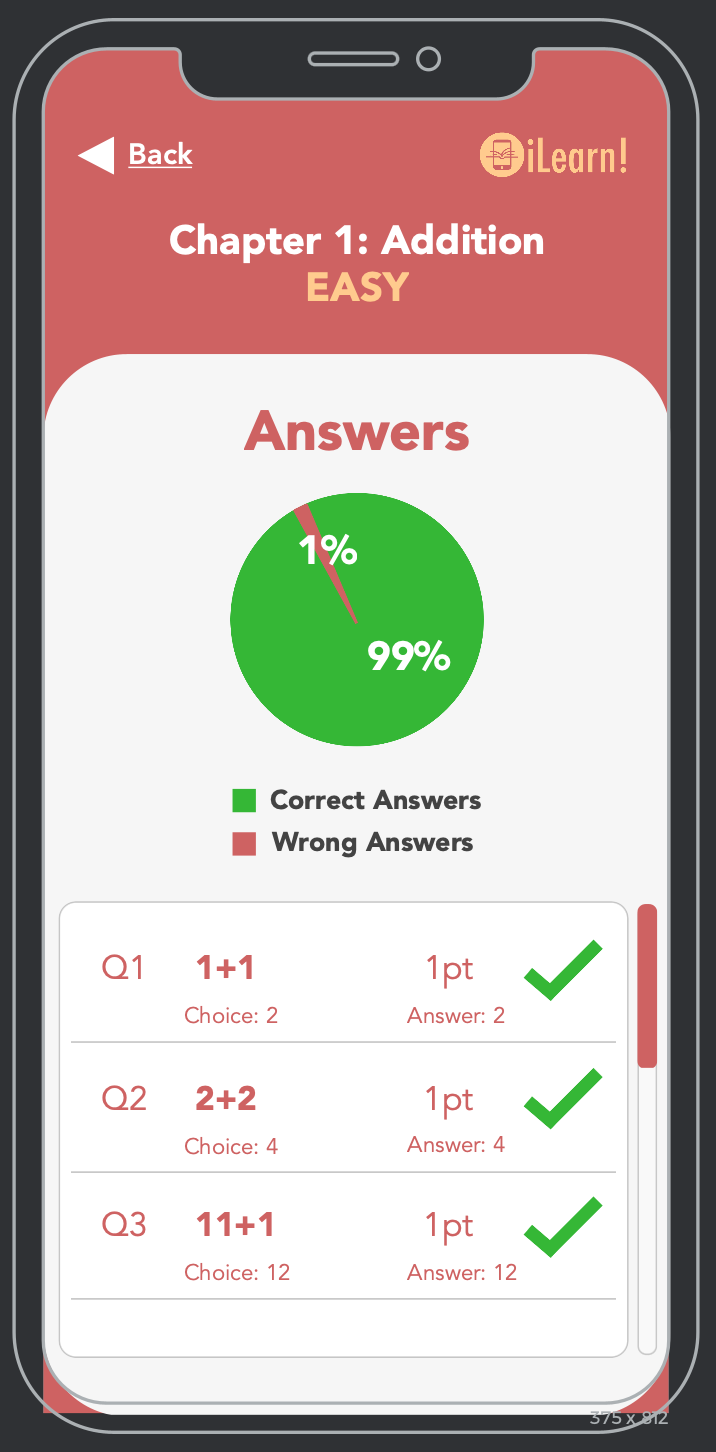 Back
iLearn!
Chapter 1: Addition
EASY
Answers
1%
99%
Correct Answers
Wrong Answers
Q1 1+1 1pt
Choice: 2 Answer: 2
Q2 2+2 1pt
Choice: 4 Answer: 4
Q3 11+1 1pt
Choice: 12 Answer: 12
375 x 812